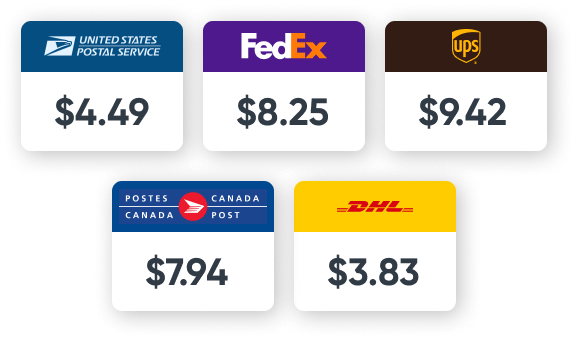 UNITED STATES
POSTAL SERVICE
$4.49
FedEx
$8.25
ups
$9.42
POSTES CANADA
CANADA POST
$7.94
DHL
$3.83